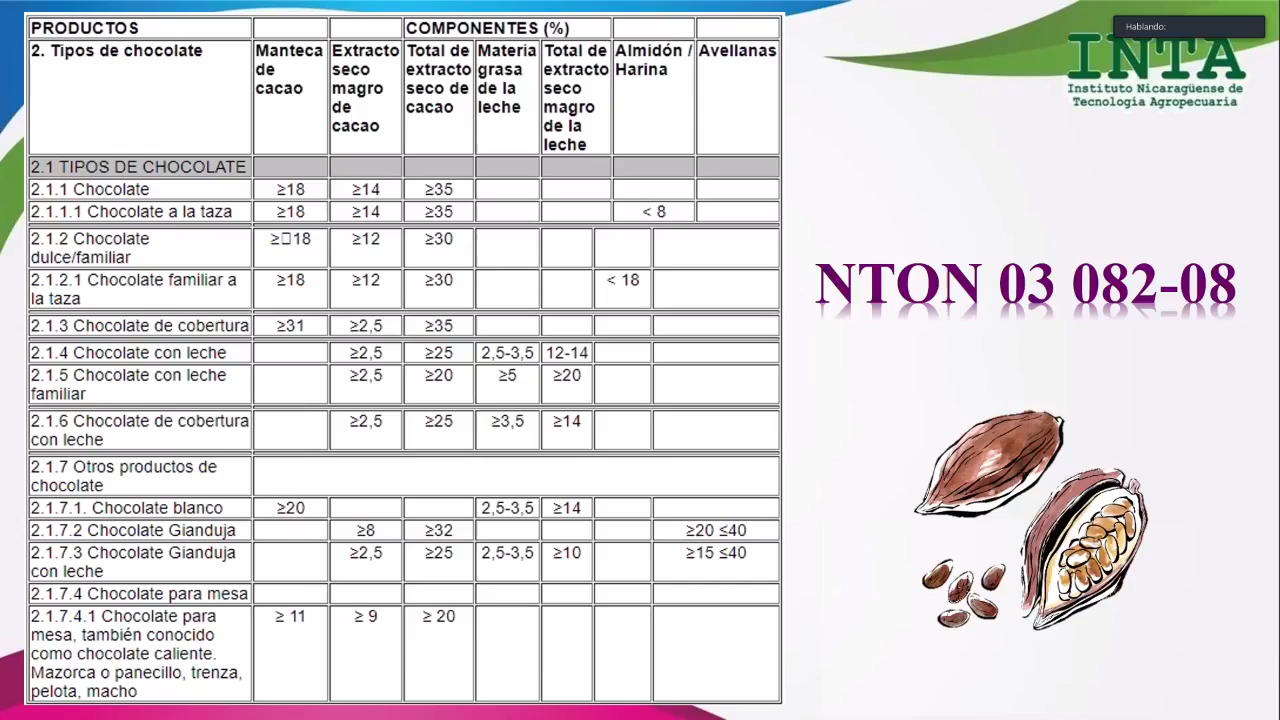 Hablando:
INTA
Instituto Nicaragüense de
Tecnología Agropecuaria
PRODUCTOS COMPONENTES (%)
2. Tipos de chocolate Manteca de cacao Extracto seco magro de cacao Total de extracto seco de cacao Materia grasa de la leche Total de extracto seco magro de la leche Almidón / Harina Avellanas
2.1 TIPOS DE CHOCOLATE
2.1.1 Chocolate ≥18 ≥14 ≥35
2.1.1.1 Chocolate a la taza ≥18 ≥14 ≥35 < 8
2.1.2 Chocolate dulce/familiar ≥□18 ≥12 ≥30
2.1.2.1 Chocolate familiar a la taza ≥18 ≥12 ≥30 < 18
2.1.3 Chocolate de cobertura ≥31 ≥2,5 ≥35
2.1.4 Chocolate con leche ≥2,5 ≥25 2,5-3,5 12-14
2.1.5 Chocolate con leche familiar ≥2,5 ≥20 ≥5 ≥20
2.1.6 Chocolate de cobertura con leche ≥2,5 ≥25 ≥3,5 ≥14
2.1.7 Otros productos de chocolate
2.1.7.1. Chocolate blanco ≥20 2,5-3,5 ≥14
2.1.7.2 Chocolate Gianduja ≥8 ≥32 ≥20 ≤40
2.1.7.3 Chocolate Gianduja con leche ≥2,5 ≥25 2,5-3,5 ≥10 ≥15 ≤40
2.1.7.4 Chocolate para mesa
2.1.7.4.1 Chocolate para mesa, también conocido como chocolate caliente. Mazorca o panecillo, trenza, pelota, macho ≥ 11 ≥ 9 ≥ 20
NTON 03 082-08